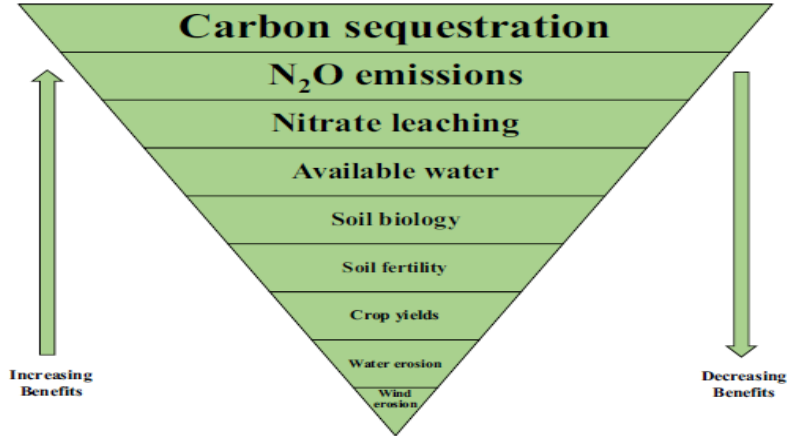 Carbon sequestration
N₂O emissions
Nitrate leaching
Available water
Soil biology
Soil fertility
Crop yields
Water erosion
Wind
erosion
Increasing
Benefits
Decreasing
Benefits